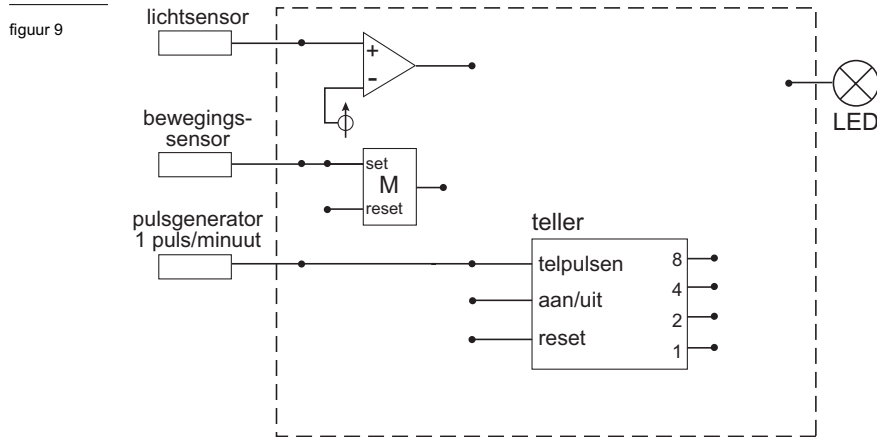 figuur 9
lichtsensor
+
-
bewegings-
sensor
set
M
reset
pulsgenerator
1 puls/minuut
teller
telpulsen
aan/uit
reset
8
4
2
1
LED